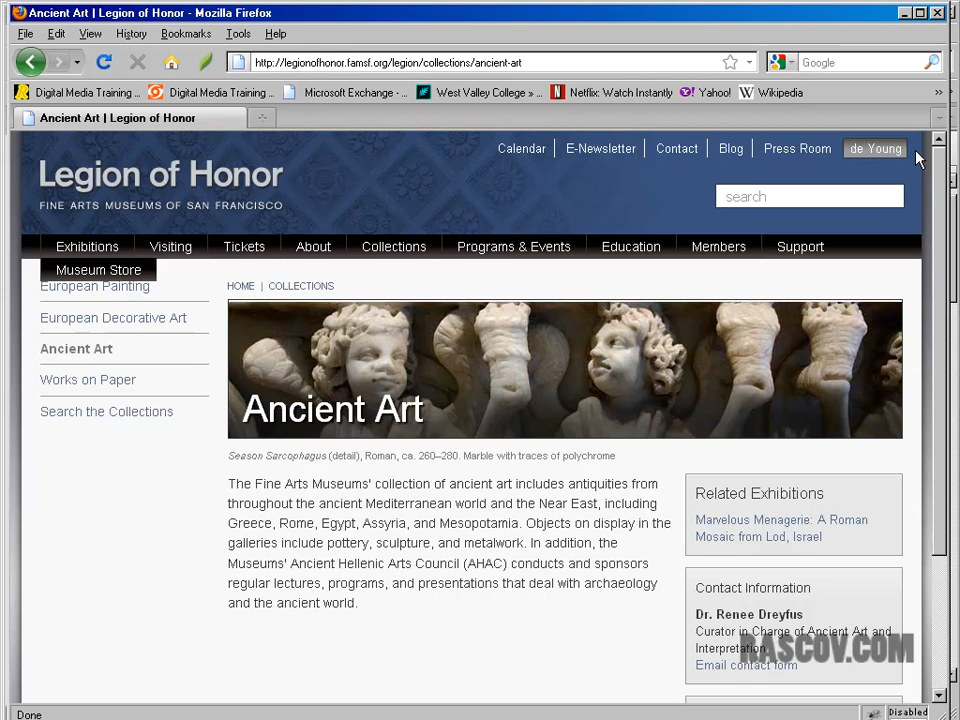 Ancient Art | Legion of Honor - Mozilla Firefox
File Edit View History Bookmarks Tools Help
http://legionofhonor.famsf.org/legion/collections/ancient-art
Google
Digital Media Training ... Digital Media Training ... Microsoft Exchange - ... West Valley College » ... Netflix: Watch Instantly Yahoo! Wikipedia »
Ancient Art | Legion of Honor
Calendar E-Newsletter Contact Blog Press Room de Young
Legion of Honor
FINE ARTS MUSEUMS OF SAN FRANCISCO
search
Exhibitions Visiting Tickets About Collections Programs & Events Education Members Support
Museum Store
European Painting
European Decorative Art
Ancient Art
Works on Paper
Search the Collections
HOME | COLLECTIONS
Ancient Art
Season Sarcophagus (detail), Roman, ca. 260–280. Marble with traces of polychrome
The Fine Arts Museums' collection of ancient art includes antiquities from
throughout the ancient Mediterranean world and the Near East, including
Greece, Rome, Egypt, Assyria, and Mesopotamia. Objects on display in the
galleries include pottery, sculpture, and metalwork. In addition, the
Museums' Ancient Hellenic Arts Council (AHAC) conducts and sponsors
regular lectures, programs, and presentations that deal with archaeology
and the ancient world.
Related Exhibitions
Marvelous Menagerie: A Roman
Mosaic from Lod, Israel
Contact Information
Dr. Renee Dreyfus
Curator in Charge of Ancient Art and
Interpretation
Email contact form
RASCOV.COM
Done
Disabled